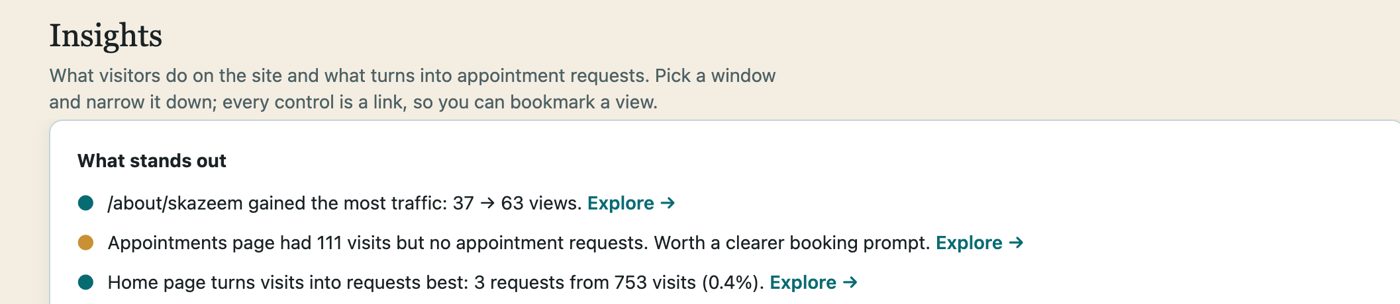 Insights
What visitors do on the site and what turns into appointment requests. Pick a window
and narrow it down; every control is a link, so you can bookmark a view.
What stands out
/about/skazeem gained the most traffic: 37 → 63 views. Explore →
Appointments page had 111 visits but no appointment requests. Worth a clearer booking prompt. Explore →
Home page turns visits into requests best: 3 requests from 753 visits (0.4%). Explore →